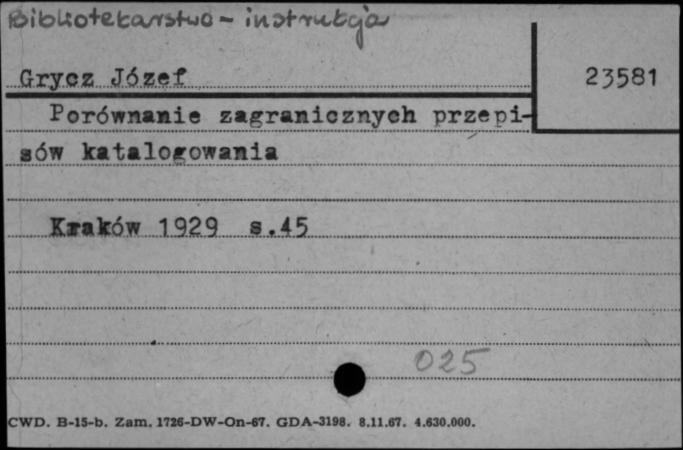 Bibliotekarstwo - instrukcja
Grycz Józef
23581
Porównanie zagranicznych przepi-
sów katalogowania
Kraków 1929 s.45
025
CWD. B-15-b. Zam. 1726-DW-On-67. GDA-3198. 8.11.67. 4.630.000.